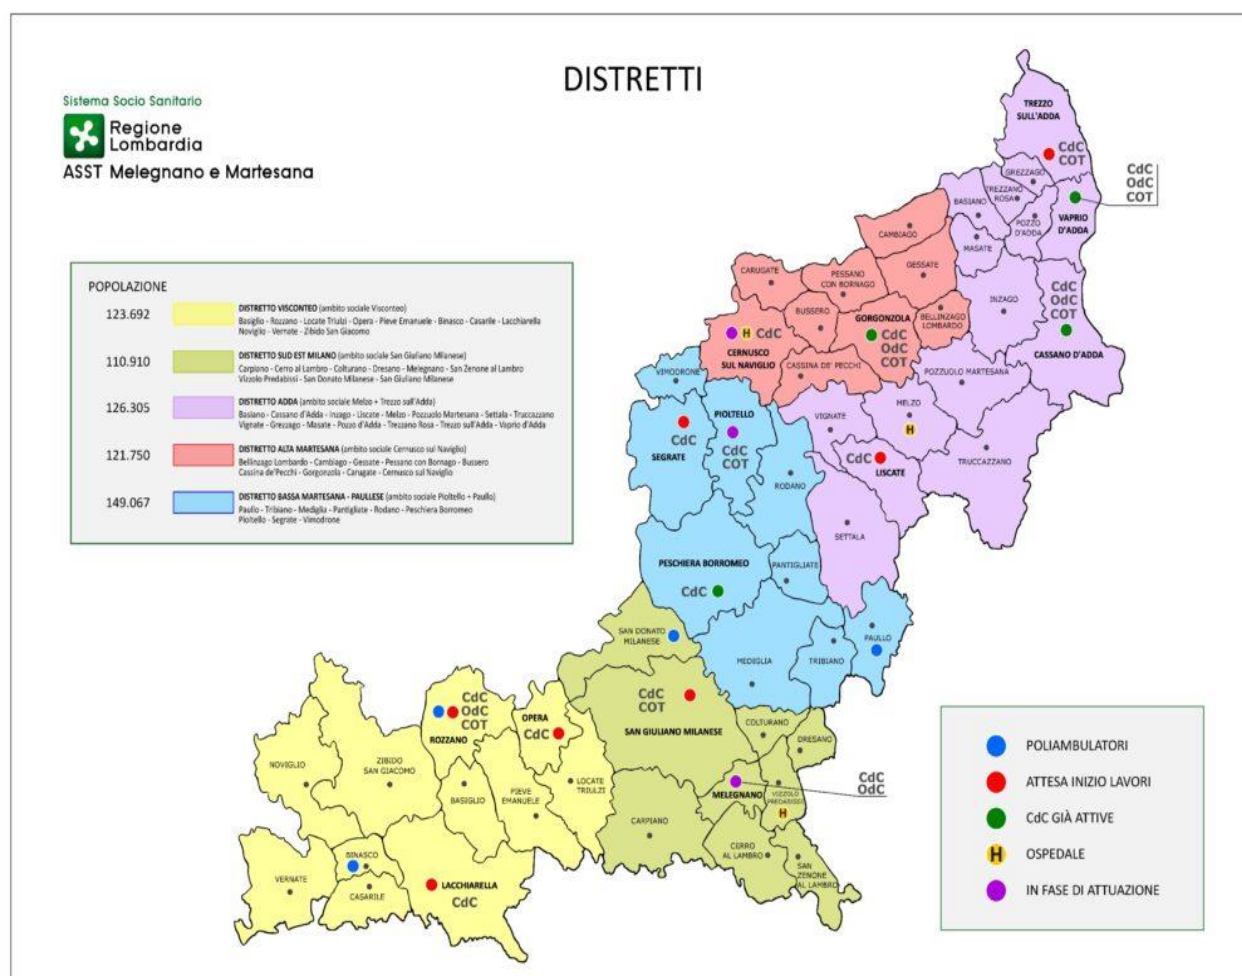 DISTRETTI
Sistema Socio Sanitario
Regione
Lombardia
ASST Melegnano e Martesana
POPOLAZIONE
123.692
DISTRETTO VISCONTEO (ambito sociale Visconteo)
Basiglio - Rozzano - Locate Triulzi - Opera - Pieve Emanuele - Binasco - Casarile - Lacchiarella
Noviglio - Vernate - Zibido San Giacomo
110.910
DISTRETTO SUD EST MILANO (ambito sociale San Giuliano Milanese)
Carpiano - Cerro al Lambro - Colturano - Dresano - Melegnano - San Zenone al Lambro
Vizzolo Predabissi - San Donato Milanese - San Giuliano Milanese
126.305
DISTRETTO ADDA (ambito sociale Melzo + Trezzo sull'Adda)
Basiano - Cassano d'Adda - Inzago - Liscate - Melzo - Pozzuolo Martesana - Settala - Truccazzano
Vignate - Grezzago - Masate - Pozzo d'Adda - Trezzano Rosa - Trezzo sull'Adda - Vaprio d'Adda
121.750
DISTRETTO ALTA MARTESANA (ambito sociale Cernusco sul Naviglio)
Bellinzago Lombardo - Cambiago - Gessate - Pessano con Bornago - Bussero
Cassina de'Pecchi - Gorgonzola - Carugate - Cernusco sul Naviglio
149.067
DISTRETTO BASSA MARTESANA - PAULLESE (ambito sociale Pioltello + Paullo)
Paullo - Tribiano - Mediglia - Pantigliate - Rodano - Peschiera Borromeo
Pioltello - Segrate - Vimodrone
TREZZO
SULL'ADDA
CdC
COT
GREZZAGO
TREZZANO
ROSA
BASIANO
POZZO
D'ADDA
MASATE
VAPRIO
D'ADDA
CdC
OdC
COT
CAMBIAGO
GESSATE
PESSANO
CON BORNAGO
CARUGATE
BUSSERO
GORGONZOLA
CdC
OdC
COT
BELLINZAGO
LOMBARDO
INZAGO
CdC
OdC
COT
CASSANO D'ADDA
H
CdC
CERNUSCO
SUL NAVIGLIO
CASSINA DE' PECCHI
POZZUOLO MARTESANA
VIMODRONE
PIOLTELLO
CdC
COT
CdC
SEGRATE
VIGNATE
MELZO
H
CdC
LISCATE
TRUCCAZZANO
RODANO
SETTALA
PESCHIERA BORROMEO
CdC
PANTIGLIATE
SAN DONATO
MILANESE
MEDIGLIA
TRIBIANO
PAULLO
CdC
COT
SAN GIULIANO MILANESE
COLTURANO
DRESANO
MELEGNANO
CdC
OdC
VIZZOLO
PREDABISSI
H
CARPIANO
CERRO
AL LAMBRO
SAN
ZENONE
AL LAMBRO
CdC
OdC
COT
ROZZANO
OPERA
CdC
NOVIGLIO
ZIBIDO
SAN GIACOMO
BASIGLIO
PIEVE
EMANUELE
LOCATE
TRIULZI
BINASCO
VERNATE
CASARILE
LACCHIARELLA
CdC
POLIAMBULATORI
ATTESA INIZIO LAVORI
CdC GIÀ ATTIVE
H
OSPEDALE
IN FASE DI ATTUAZIONE